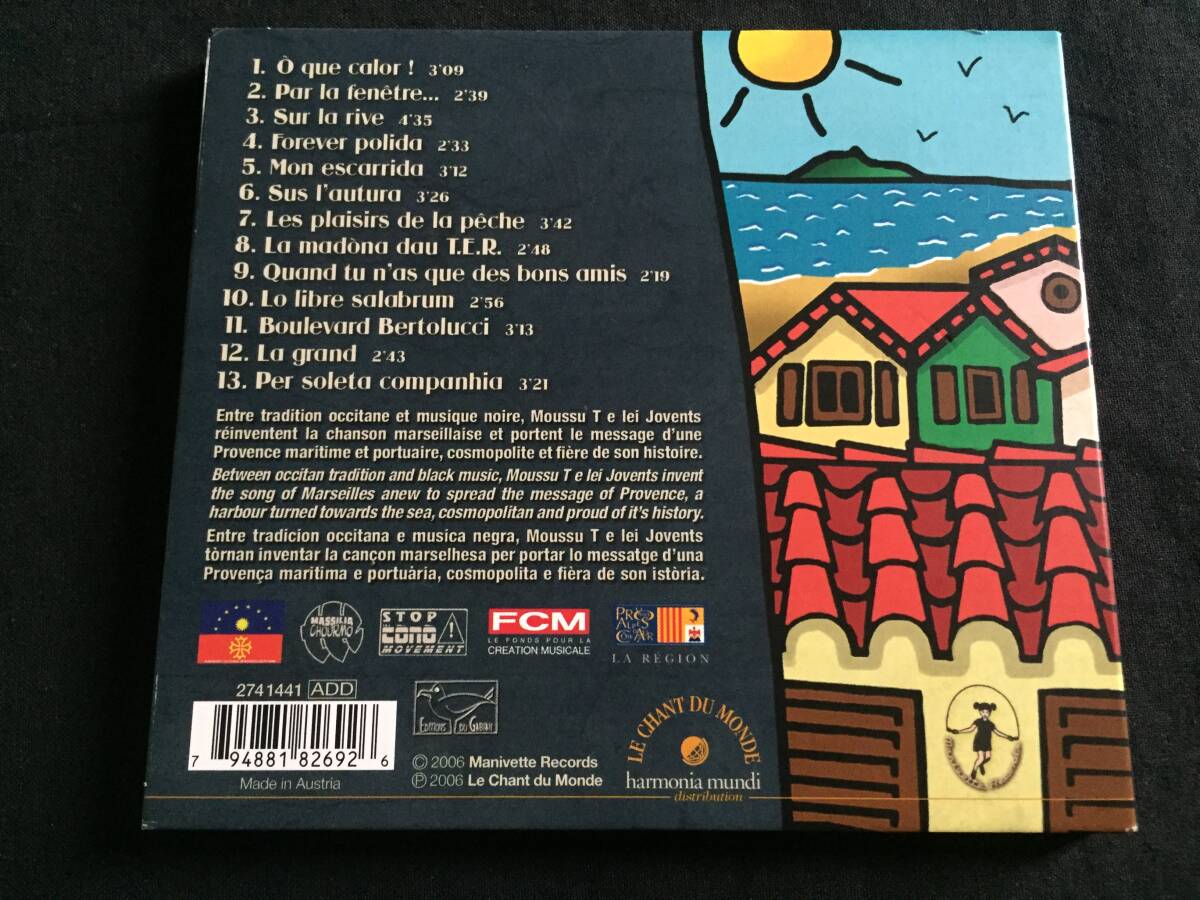 1. Ò que calor ! 3'09
2. Par la fenêtre... 2'39
3. Sur la rive 4'35
4. Forever polida 2'33
5. Mon escarrida 3'12
6. Sus l'autura 3'26
7. Les plaisirs de la pêche 3'42
8. La madòna dau T.E.R. 2'48
9. Quand tu n'as que des bons amis 2'19
10. Lo libre salabrum 2'56
11. Boulevard Bertolucci 3'13
12. La grand 2'43
13. Per soleta companhia 3'21
Entre tradition occitane et musique noire, Moussu T e lei Jovents
réinventent la chanson marseillaise et portent le message d'une
Provence maritime et portuaire, cosmopolite et fière de son histoire.
Between occitan tradition and black music, Moussu T e lei Jovents invent
the song of Marseilles anew to spread the message of Provence, a
harbour turned towards the sea, cosmopolitan and proud of it's history.
Entre tradicion occitana e musica negra, Moussu T e lei Jovents
tòrnan inventar la cançon marselhesa per portar lo messatge d'una
Provença maritima e portuària, cosmopolita e fièra de son istòria.
MASSILIA
CHOURMO
STOP
THE CONO
MOVEMENT
FCM
LE FONDS POUR LA
CREATION MUSICALE
LA RÉGION
2741441 ADD
7 94881 82692 6
Made in Austria
EDITIONS DU GABIAN
© 2006 Manivette Records
℗ 2006 Le Chant du Monde
LE CHANT DU MONDE
harmonia mundi
distribution